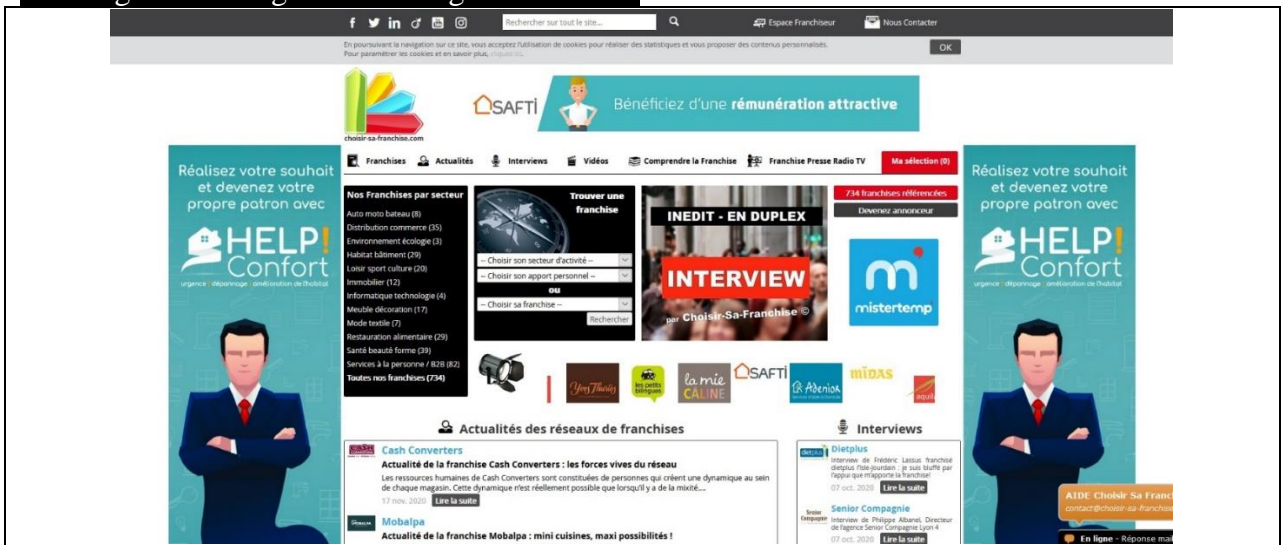 Rechercher sur tout le site...
Espace Franchiseur
Nous Contacter
En poursuivant la navigation sur ce site, vous acceptez l'utilisation de cookies pour réaliser des statistiques et vous proposer des contenus personnalisés.
Pour paramétrer les cookies et en savoir plus,
OK
choisir-sa-franchise.com
SAFTI
Bénéficiez d'une rémunération attractive
Franchises
Actualités
Interviews
Vidéos
Comprendre la Franchise
Franchise Presse Radio TV
Ma sélection (0)
Réalisez votre souhait
et devenez votre
propre patron avec
HELP!
Confort
urgence dépannage amélioration de l'habitat
Nos Franchises par secteur
Auto moto bateau (8)
Distribution commerce (35)
Environnement écologie (3)
Habitat bâtiment (29)
Loisir sport culture (20)
Immobilier (12)
Informatique technologie (4)
Meuble décoration (17)
Mode textile (7)
Restauration alimentaire (29)
Santé beauté forme (39)
Services à la personne / B2B (82)
Toutes nos franchises (734)
Trouver une
franchise
-- Choisir son secteur d'activité --
-- Choisir son apport personnel --
ou
-- Choisir sa franchise --
Rechercher
INEDIT - EN DUPLEX
INTERVIEW
par Choisir-Sa-Franchise ©
734 franchises référencées
Devenez annonceur
mistertemp'
Réalisez votre souhait
et devenez votre
propre patron avec
HELP!
Confort
urgence dépannage amélioration de l'habitat
Yves Thuriès
les petits
bilingues
la mie
CÂLINE
SAFTI
Adenior
MIDAS
aquil
Actualités des réseaux de franchises
Cash Converters
Actualité de la franchise Cash Converters : les forces vives du réseau
Les ressources humaines de Cash Converters sont constituées de personnes qui créent une dynamique au sein
de chaque magasin. Cette dynamique n'est réellement possible que lorsqu'il y a de la mixité....
17 nov. 2020 Lire la suite
Mobalpa
Actualité de la franchise Mobalpa : mini cuisines, maxi possibilités !
Interviews
dietplus
Dietplus
Interview de Frédéric Lassus franchisé
dietplus l'Isle-Jourdain : je suis bluffé par
l'appui que m'apporte la franchise!
07 oct. 2020 Lire la suite
Senior
Compagnie
Senior Compagnie
Interview de Philippe Albanel, Directeur
de l'agence Senior Compagnie Lyon 4
07 oct. 2020 Lire la suite
AIDE Choisir Sa Franc
contact@choisir-sa-franchise
En ligne - Réponse mail